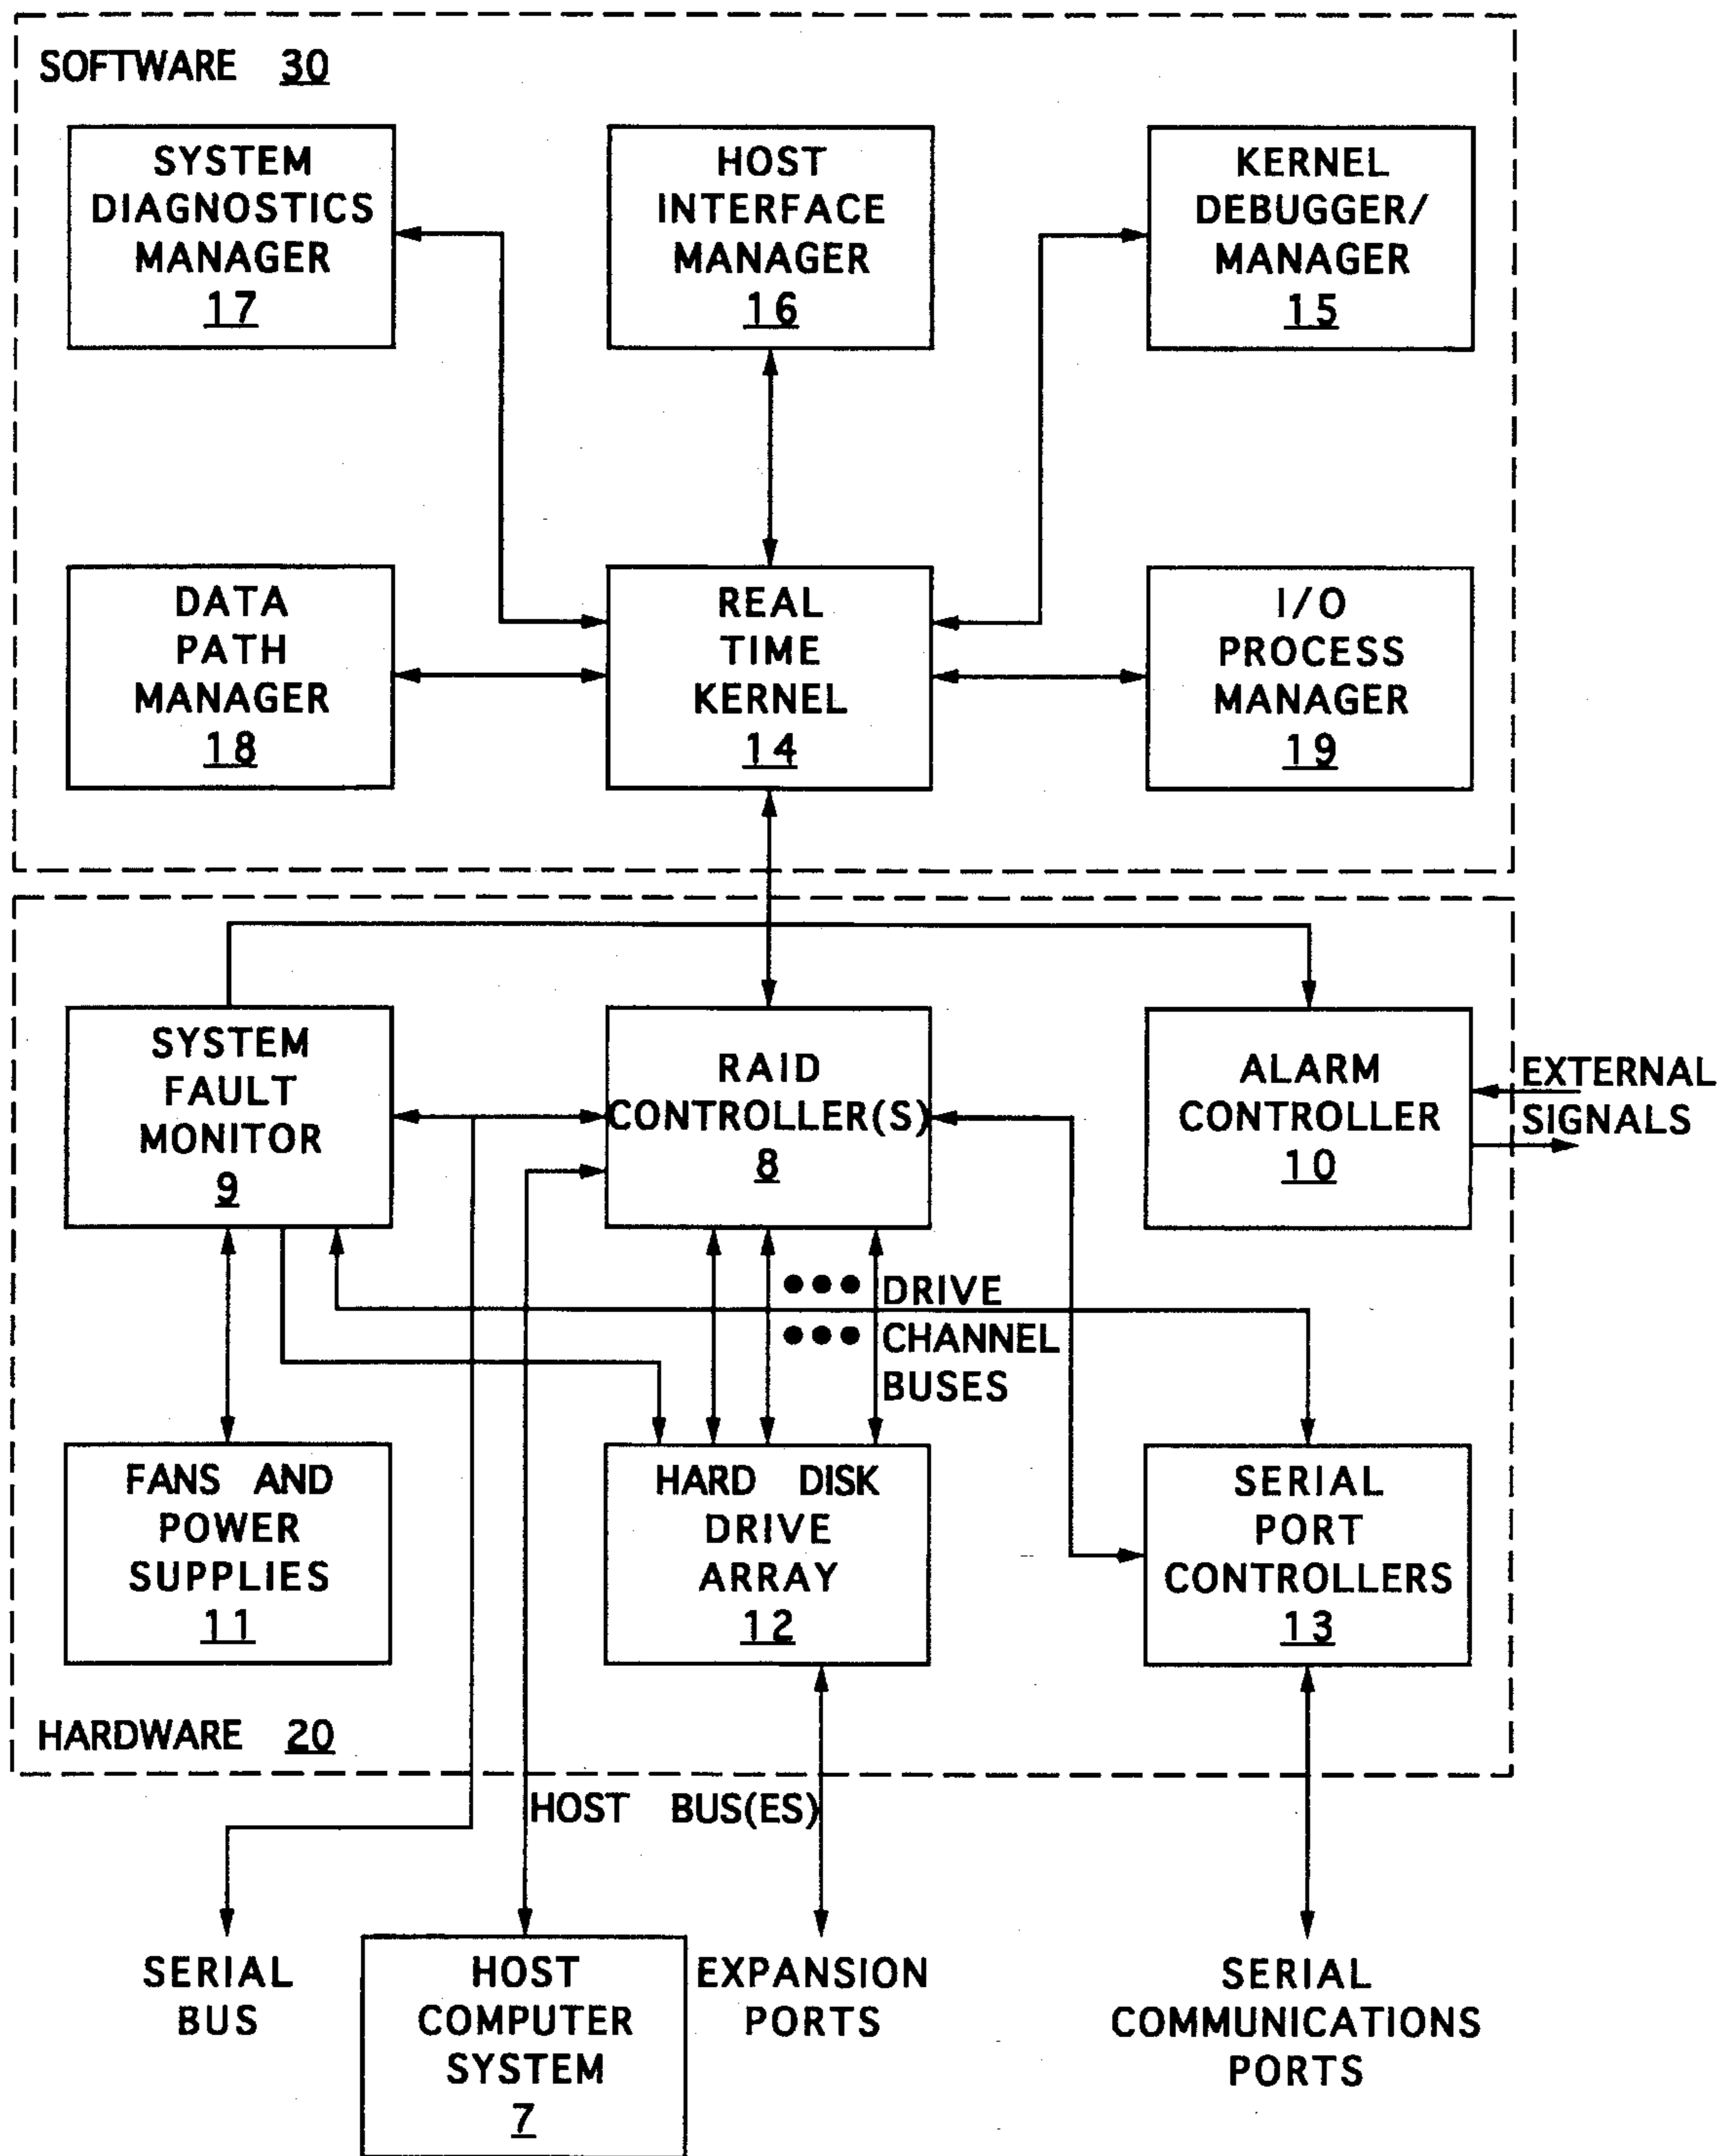 SOFTWARE 30
SYSTEM
DIAGNOSTICS
MANAGER
17
HOST
INTERFACE
MANAGER
16
KERNEL
DEBUGGER/
MANAGER
15
DATA
PATH
MANAGER
18
REAL
TIME
KERNEL
14
I/O
PROCESS
MANAGER
19
SYSTEM
FAULT
MONITOR
9
RAID
CONTROLLER(S)
8
ALARM
CONTROLLER
10
EXTERNAL
SIGNALS
DRIVE
CHANNEL
BUSES
FANS AND
POWER
SUPPLIES
11
HARD DISK
DRIVE
ARRAY
12
SERIAL
PORT
CONTROLLERS
13
HARDWARE 20
HOST BUS(ES)
SERIAL
BUS
HOST
COMPUTER
SYSTEM
7
EXPANSION
PORTS
SERIAL
COMMUNICATIONS
PORTS